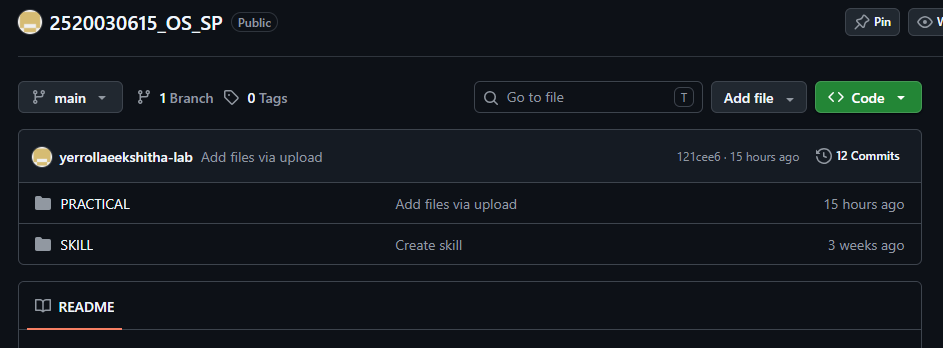 2520030615_OS_SP Public Pin
main 1 Branch 0 Tags Go to file T Add file Code
yerrollaeekshitha-lab Add files via upload 121cee6 · 15 hours ago 12 Commits
PRACTICAL Add files via upload 15 hours ago
SKILL Create skill 3 weeks ago
README